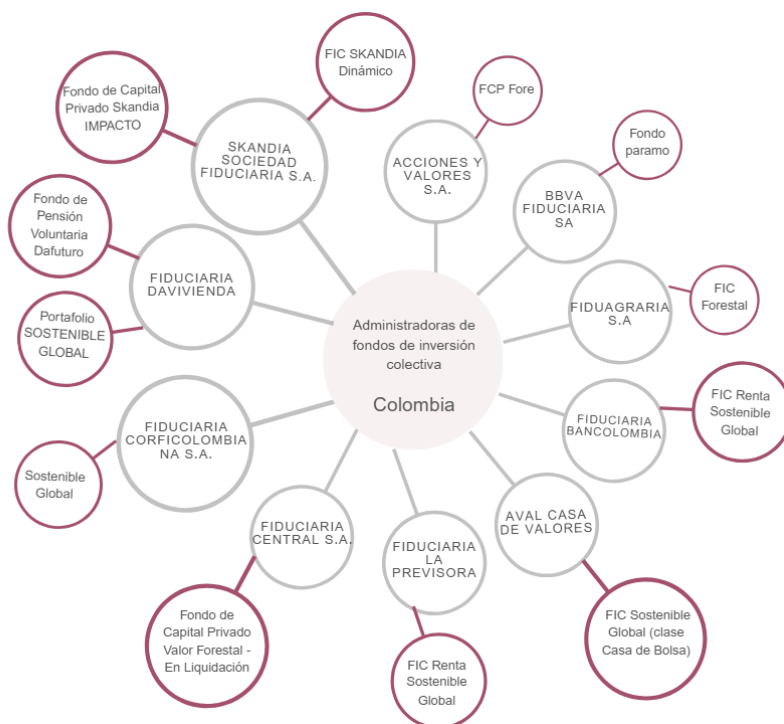 FIC SKANDIA
Dinámico
Fondo de Capital
Privado Skandia
IMPACTO
SKANDIA
SOCIEDAD
FIDUCIARIA S.A.
FCP Fore
ACCIONES Y
VALORES
S.A.
Fondo
paramo
BBVA
FIDUCIARIA
SA
Fondo de
Pensión
Voluntaria
Dafuturo
FIDUCIARIA
DAVIVIENDA
Portafolio
SOSTENIBLE
GLOBAL
FIC
Forestal
FIDUAGRARIA
S.A
Administradoras de
fondos de inversión
colectiva
Colombia
FIC Renta
Sostenible
Global
FIDUCIARIA
BANCOLOMBIA
FIDUCIARIA
CORFICOLOMBIA
NA S.A.
Sostenible
Global
FIDUCIARIA
CENTRAL S.A.
Fondo de
Capital Privado
Valor Forestal -
En Liquidación
FIDUCIARIA
LA
PREVISORA
FIC Renta
Sostenible
Global
AVAL CASA
DE VALORES
FIC Sostenible
Global (clase
Casa de Bolsa)